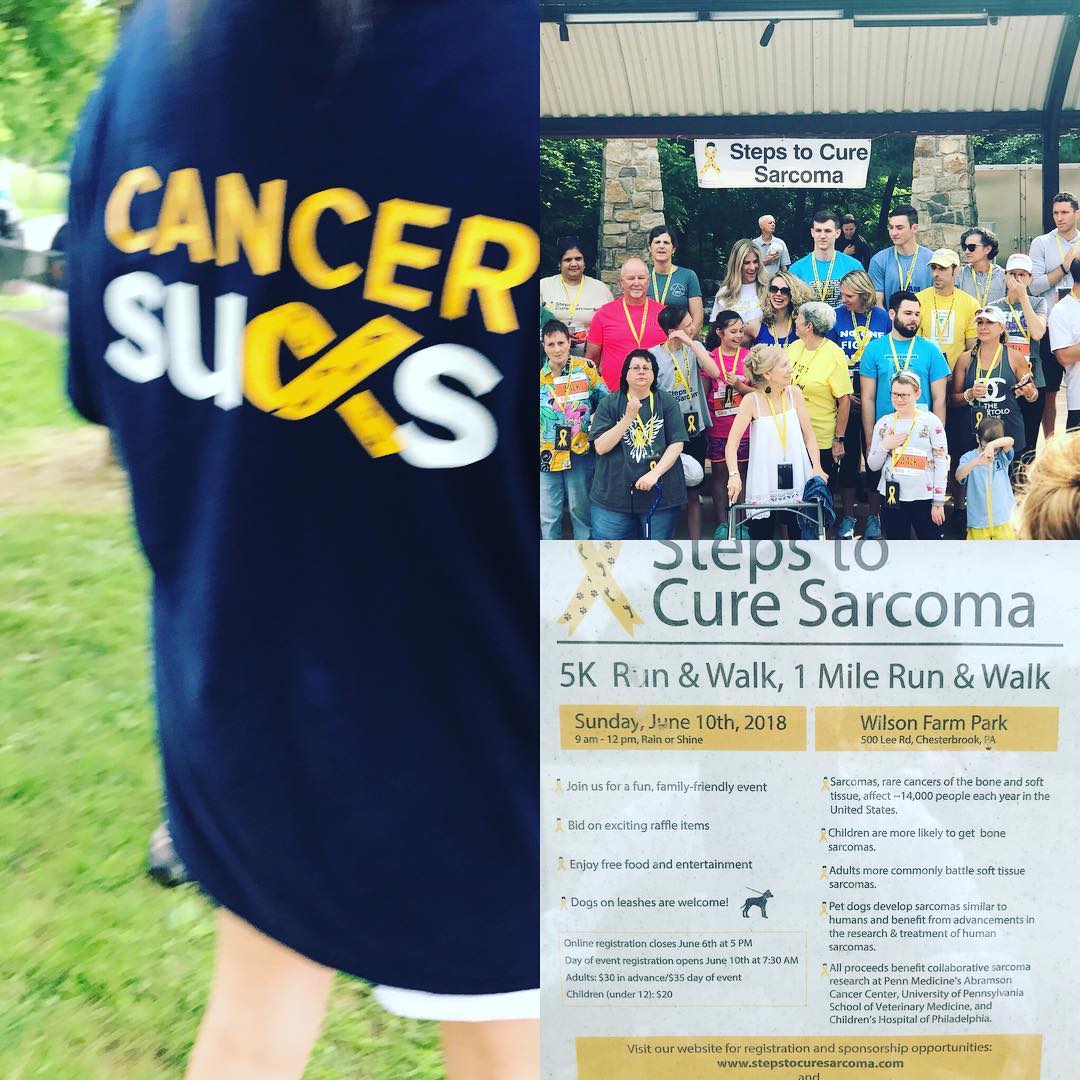 CANCER
SUCKS
Steps to Cure
Sarcoma
WALK
NO ONE
WALK
Steps to
Cure Sarcoma
5K Run & Walk, 1 Mile Run & Walk
Sunday, June 10th, 2018
9 am - 12 pm, Rain or Shine
Wilson Farm Park
500 Lee Rd, Chesterbrook, PA
Join us for a fun, family-friendly event
Bid on exciting raffle items
Enjoy free food and entertainment
Dogs on leashes are welcome!
Online registration closes June 6th at 5 PM
Day of event registration opens June 10th at 7:30 AM
Adults: $30 in advance/$35 day of event
Children (under 12): $20
Sarcomas, rare cancers of the bone and soft
tissue, affect ~14,000 people each year in the
United States.
Children are more likely to get bone
sarcomas.
Adults more commonly battle soft tissue
sarcomas.
Pet dogs develop sarcomas similar to
humans and benefit from advancements in
the research & treatment of human
sarcomas.
All proceeds benefit collaborative sarcoma
research at Penn Medicine's Abramson
Cancer Center, University of Pennsylvania
School of Veterinary Medicine, and
Children's Hospital of Philadelphia.
Visit our website for registration and sponsorship opportunities:
www.stepstocuresarcoma.com
and